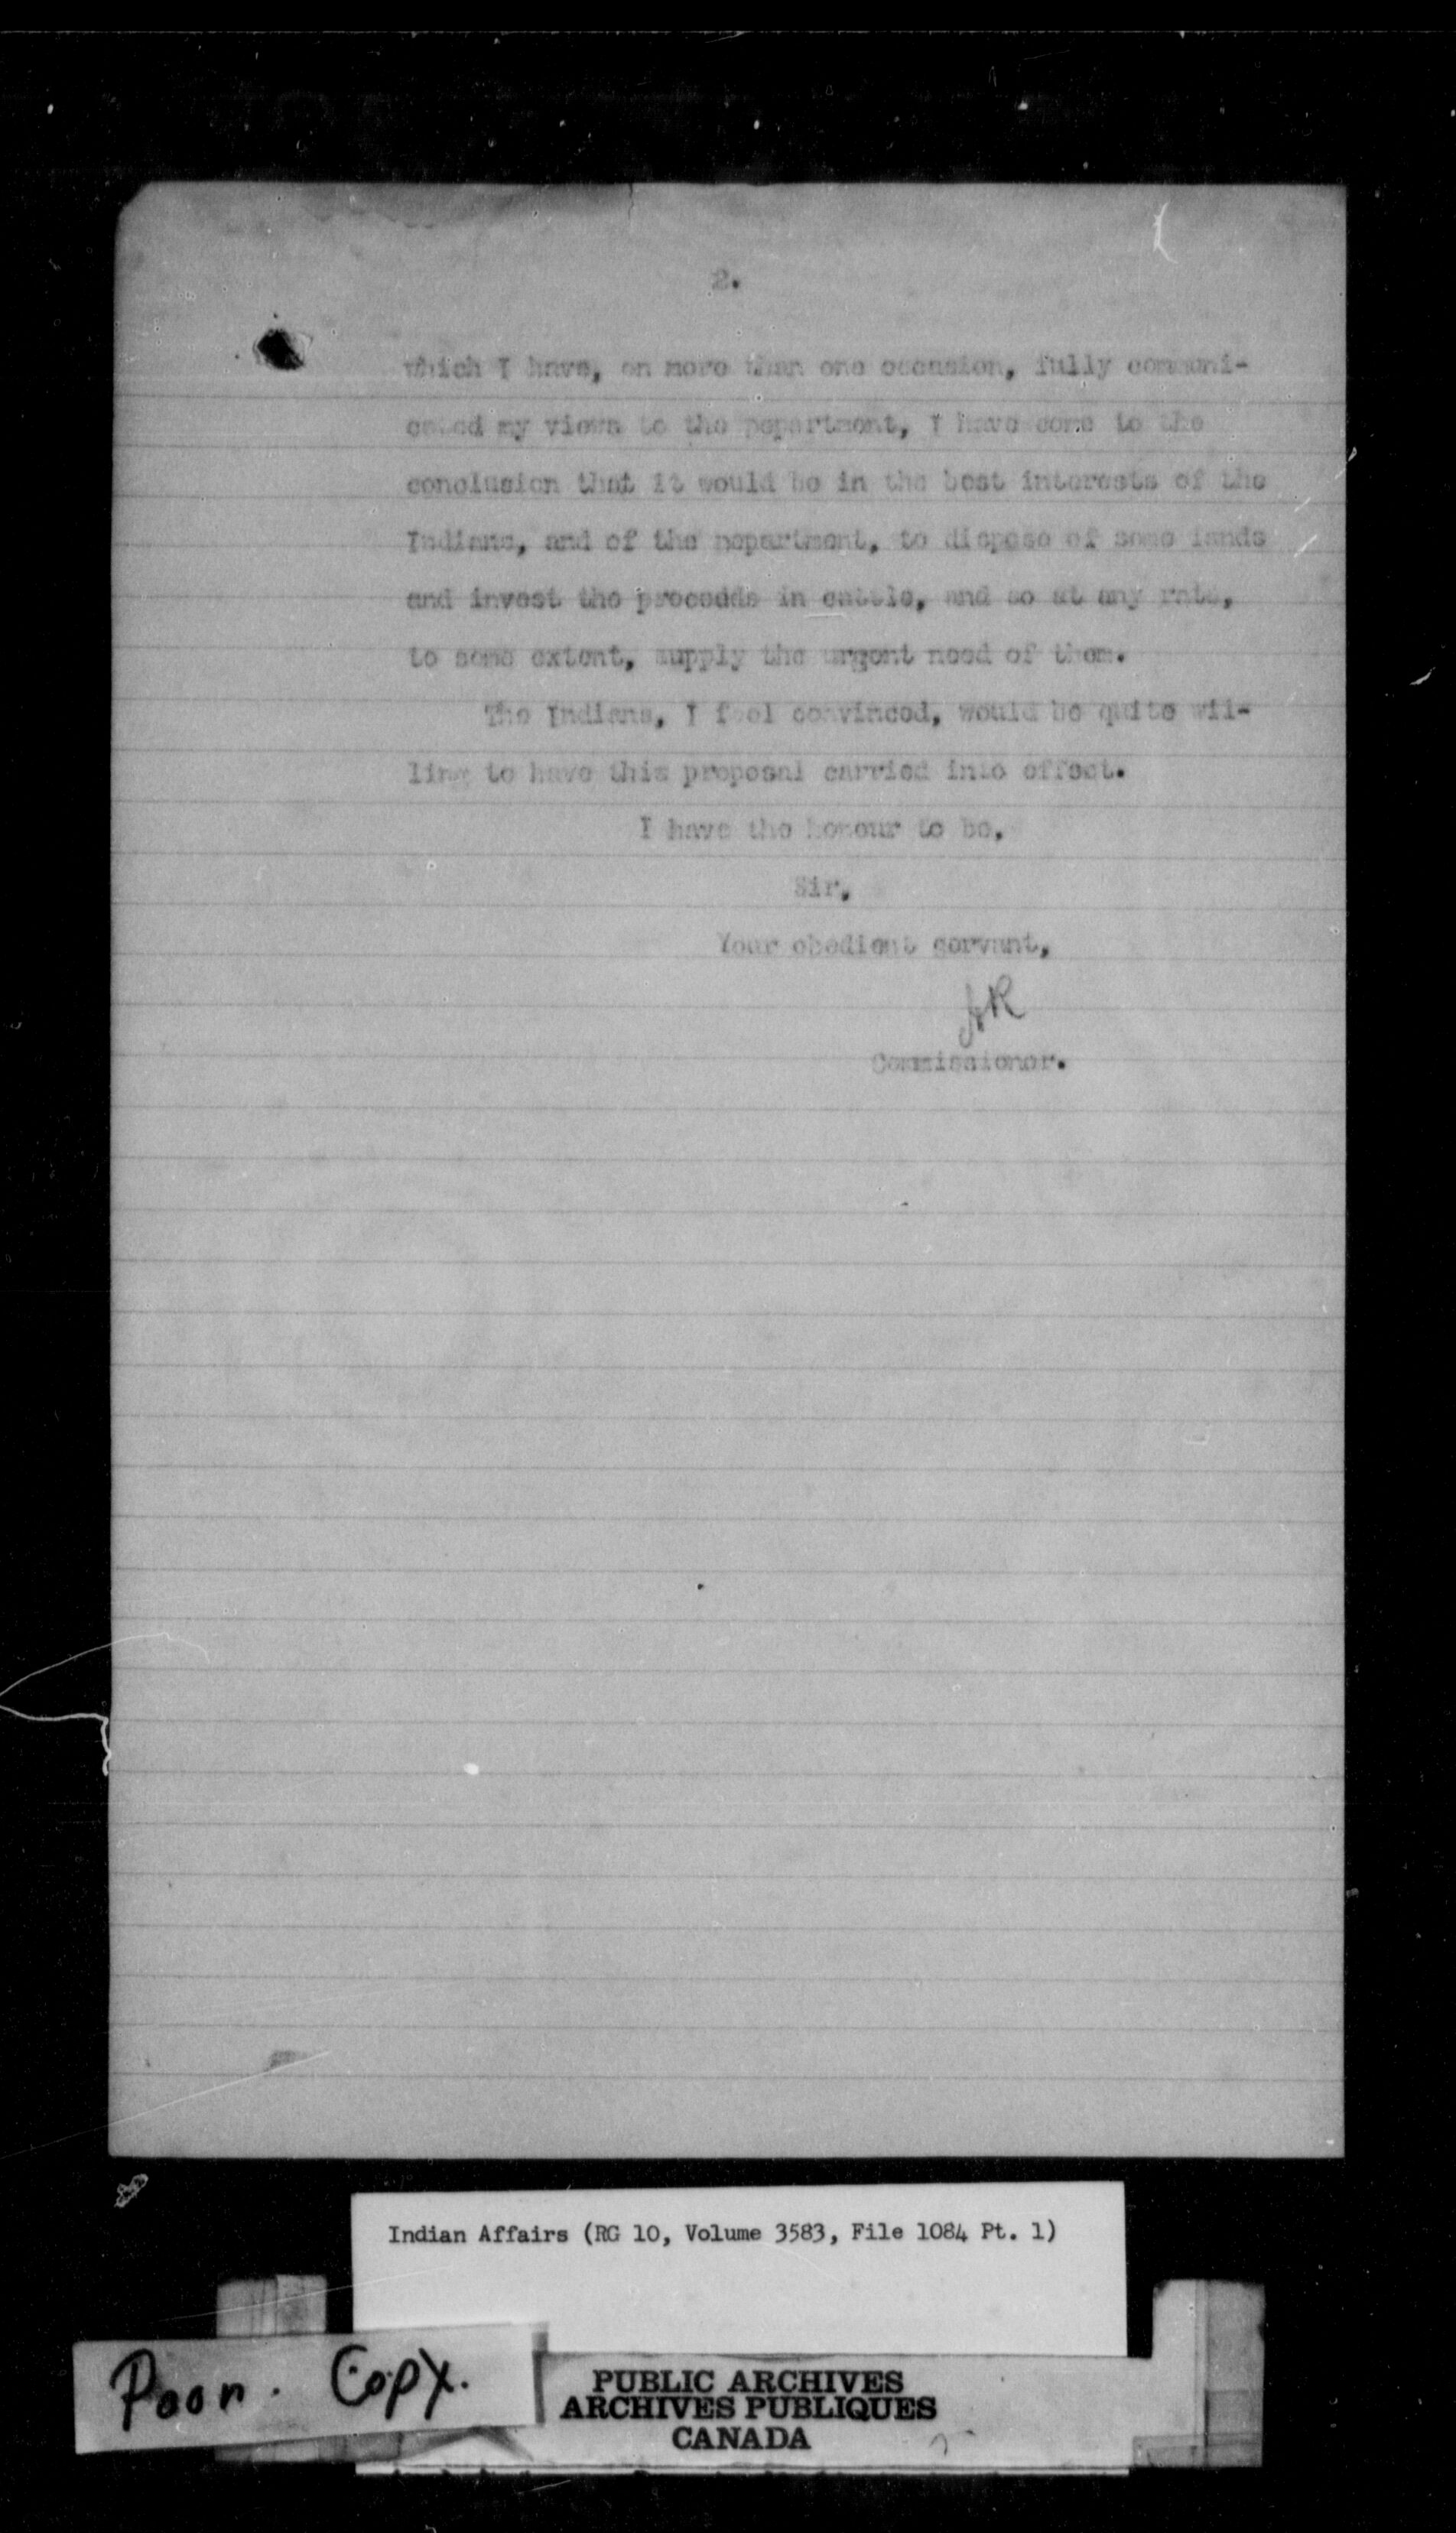 2.
which I have, on more than one occasion, fully communi-
cated my views to the Department, I have come to the
conclusion that it would be in the best interests of the
Indians, and of the Department, to dispose of some lands
and invest the proceeds in cattle, and so at any rate,
to some extent, supply the urgent need of them.
The Indians, I feel convinced, would be quite wil-
ling to have this proposal carried into effect.
I have the honour to be,
Sir,
Your obedient servant,
Commissioner.
Indian Affairs (RG 10, Volume 3583, File 1084 Pt. 1)
Poor. Copy.
PUBLIC ARCHIVES
ARCHIVES PUBLIQUES
CANADA